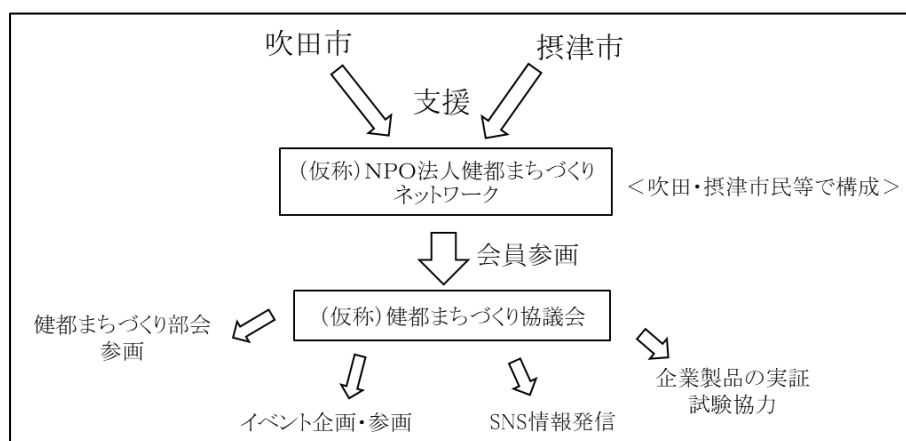 吹田市
摂津市
支援
（仮称）NPO法人健都まちづくり
ネットワーク
＜吹田・摂津市民等で構成＞
会員参画
（仮称）健都まちづくり協議会
健都まちづくり部会
参画
イベント企画・参画
SNS情報発信
企業製品の実証
試験協力